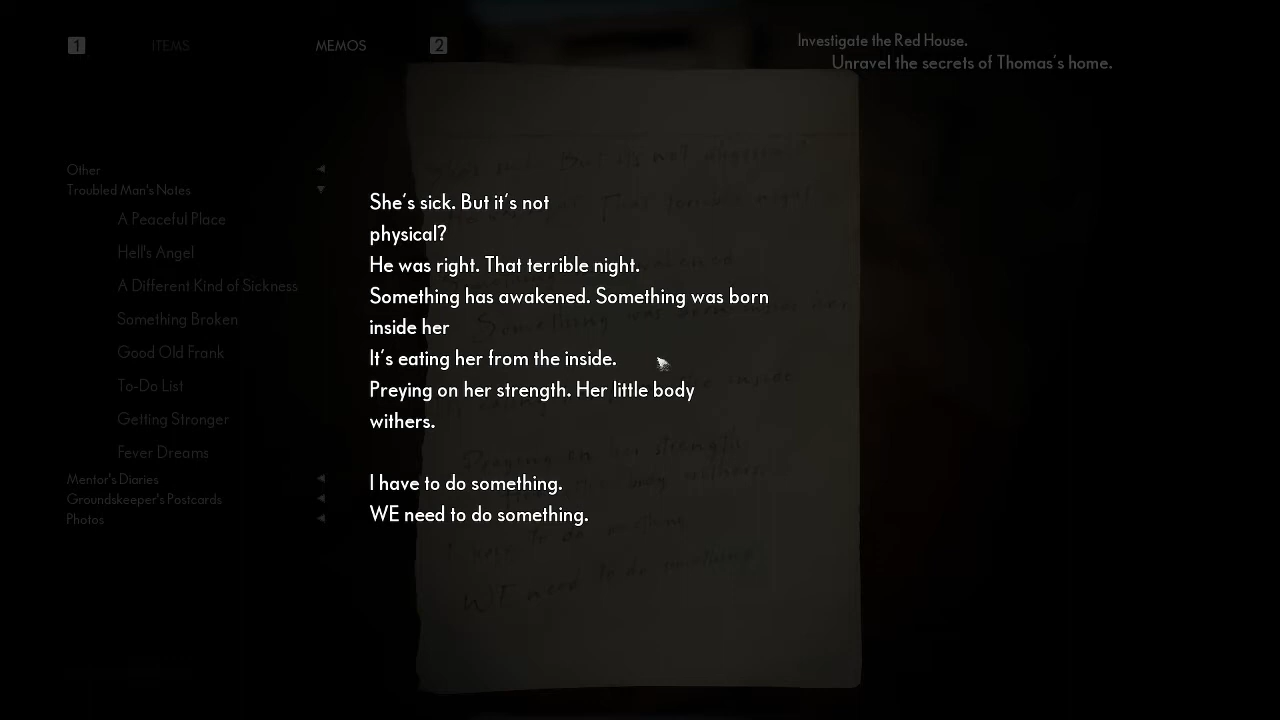 1 ITEMS MEMOS 2
Investigate the Red House.
Unravel the secrets of Thomas's home.
Other
Troubled Man's Notes
A Peaceful Place
Hell's Angel
A Different Kind of Sickness
Something Broken
Good Old Frank
To-Do List
Getting Stronger
Fever Dreams
Mentor's Diaries
Groundskeeper's Postcards
Photos
She's sick. But it's not
physical?
He was right. That terrible night.
Something has awakened. Something was born
inside her
It's eating her from the inside.
Preying on her strength. Her little body
withers.
I have to do something.
WE need to do something.